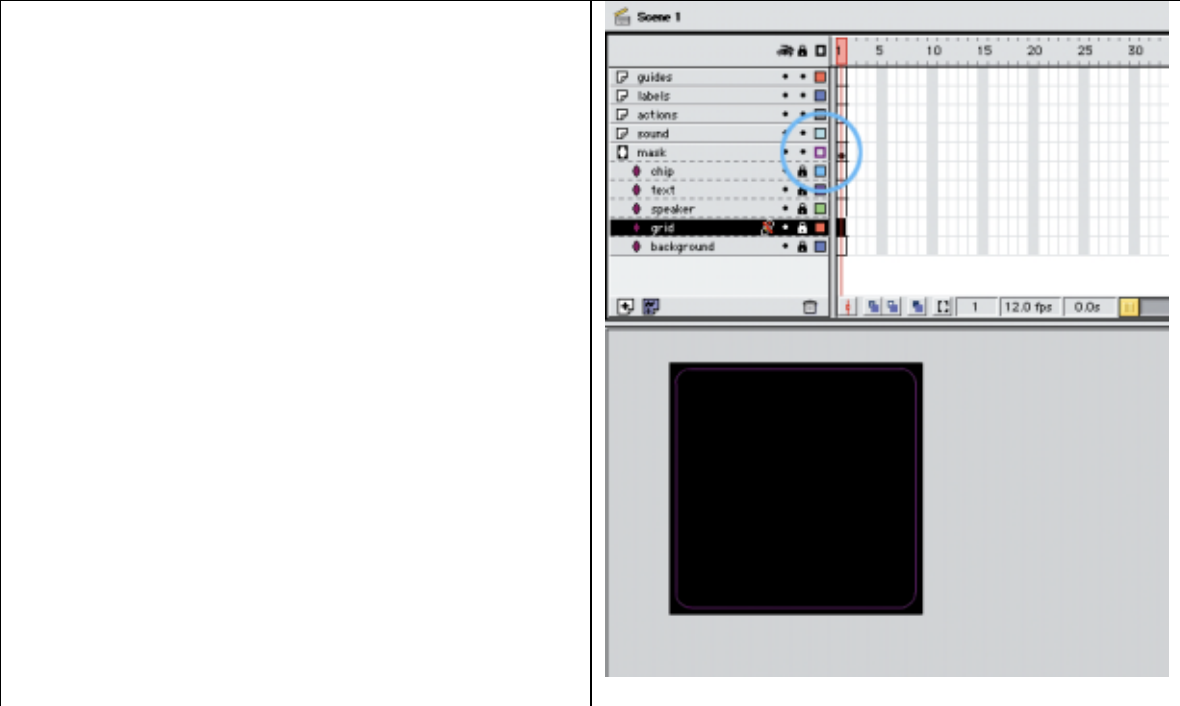 Scene 1
1 5 10 15 20 25 30
guides
labels
actions
sound
mask
chip
text
speaker
grid
background
1 12.0 fps 0.0s